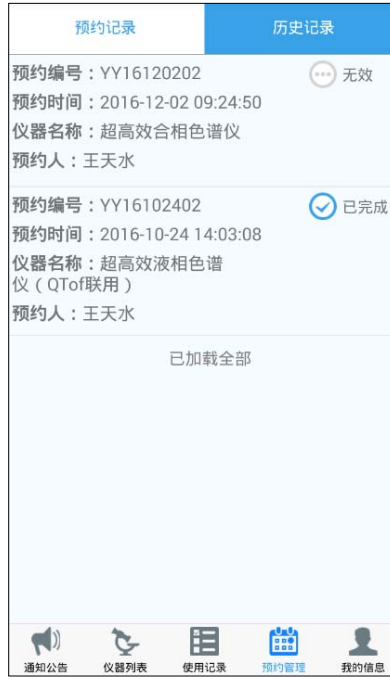 预约记录 历史记录
预约编号：YY16120202 无效
预约时间：2016-12-02 09:24:50
仪器名称：超高效合相色谱仪
预约人：王天水
预约编号：YY16102402 已完成
预约时间：2016-10-24 14:03:08
仪器名称：超高效液相色谱
仪（QTof联用）
预约人：王天水
已加载全部
通知公告 仪器列表 使用记录 预约管理 我的信息